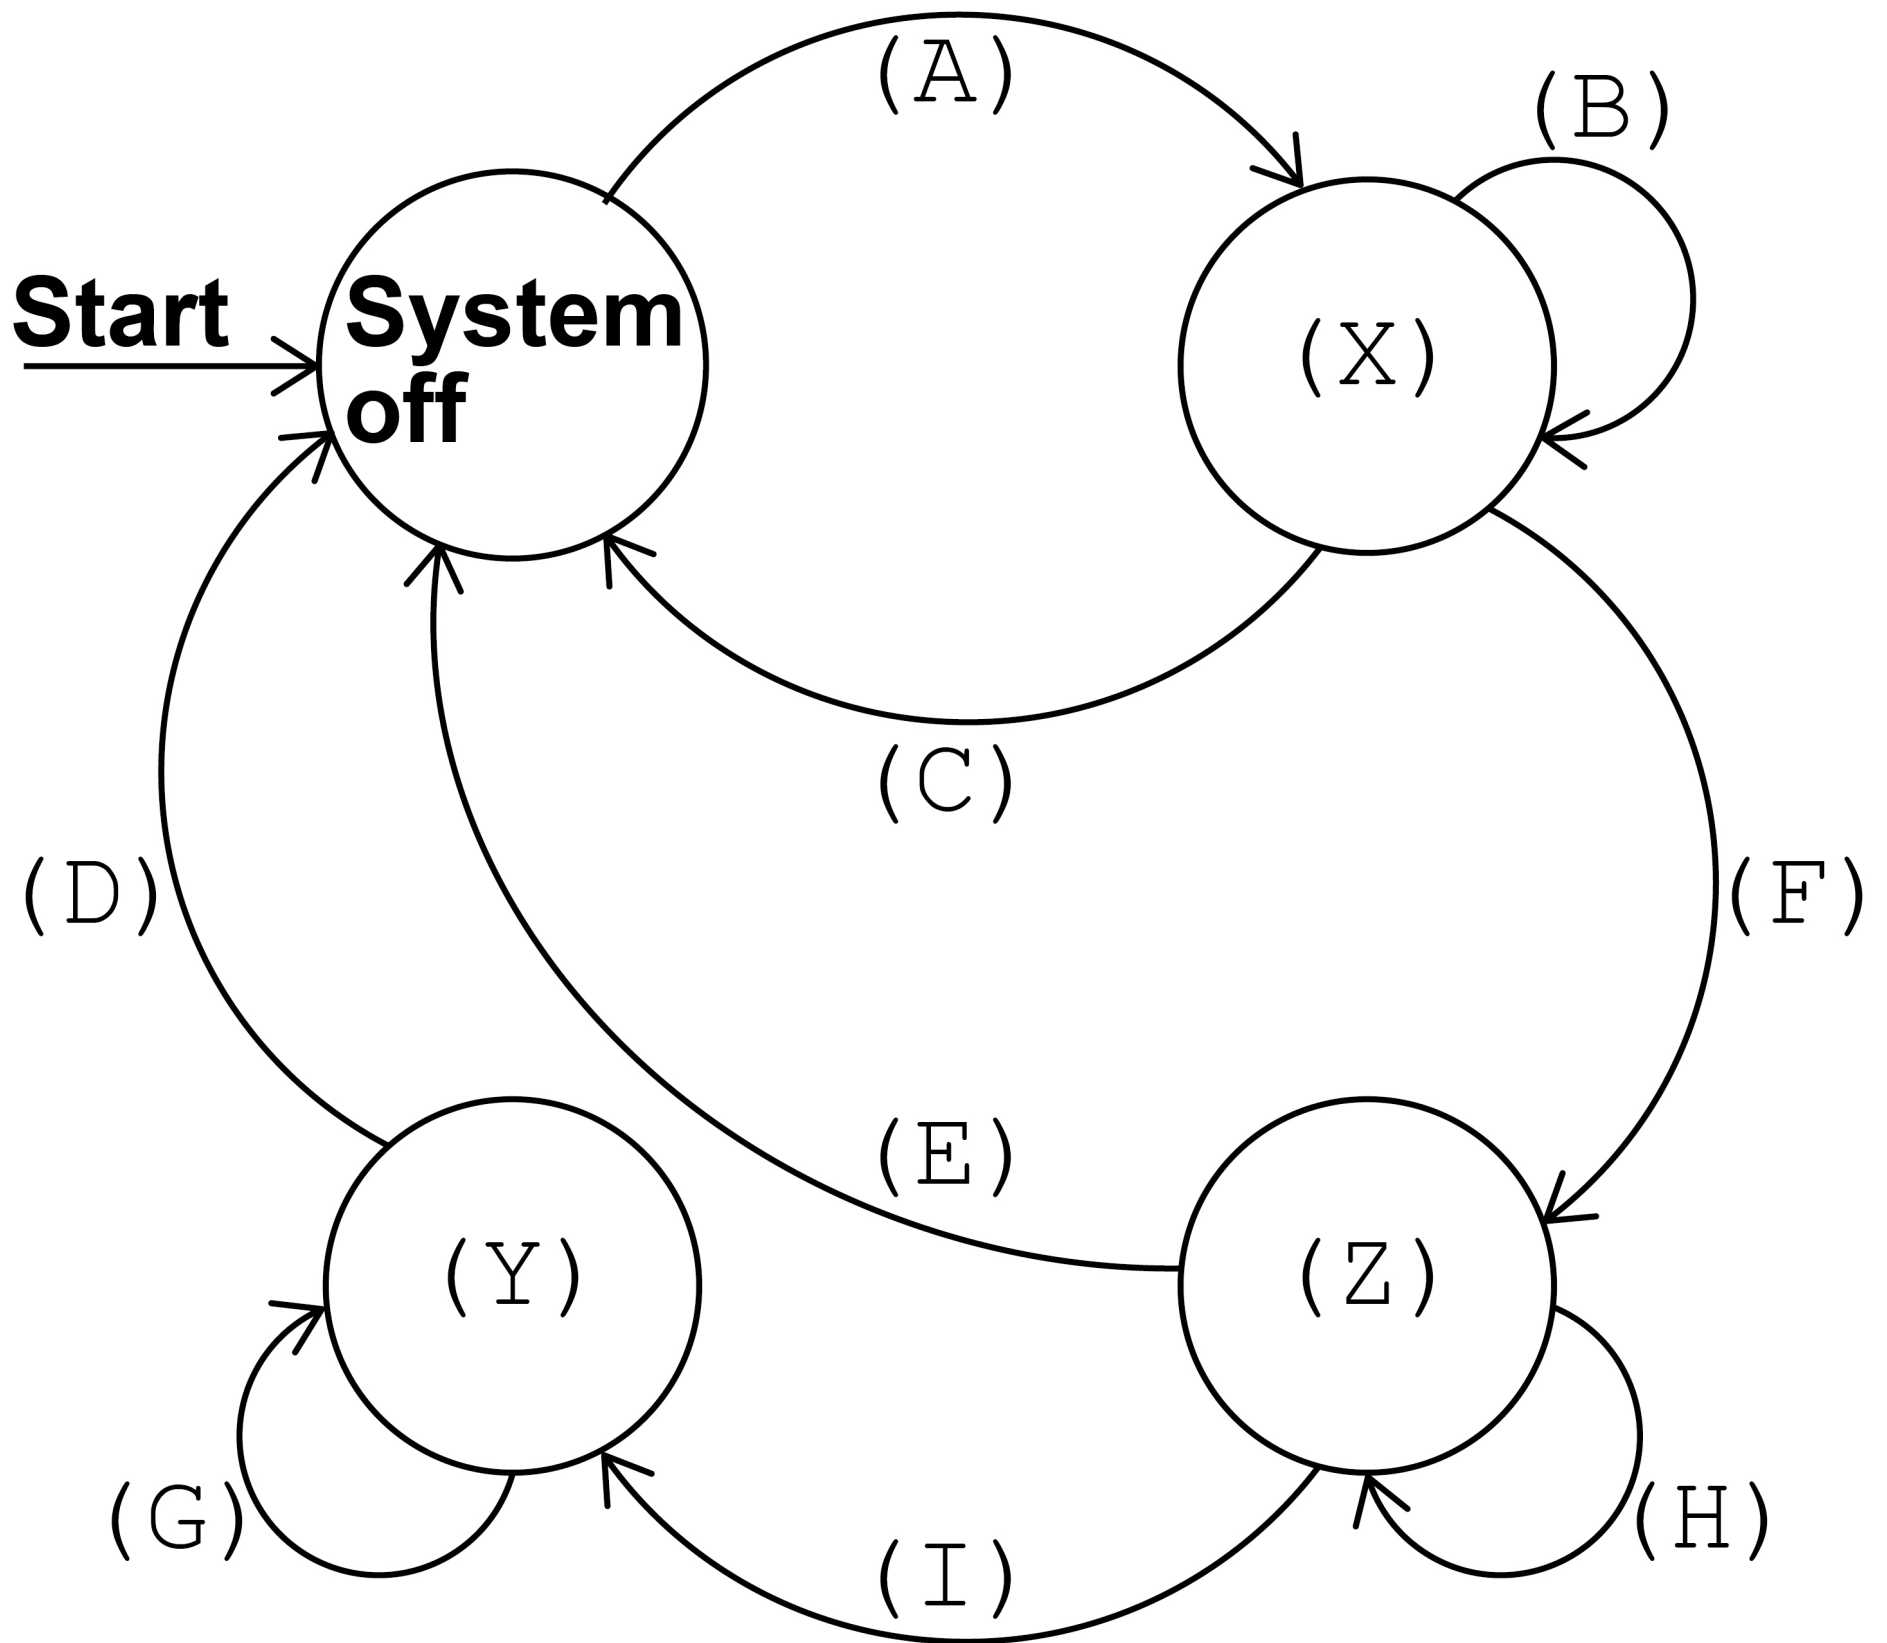 (A)
(B)
Start
System
off
(X)
(C)
(D)
(F)
(E)
(Y)
(Z)
(G)
(H)
(I)